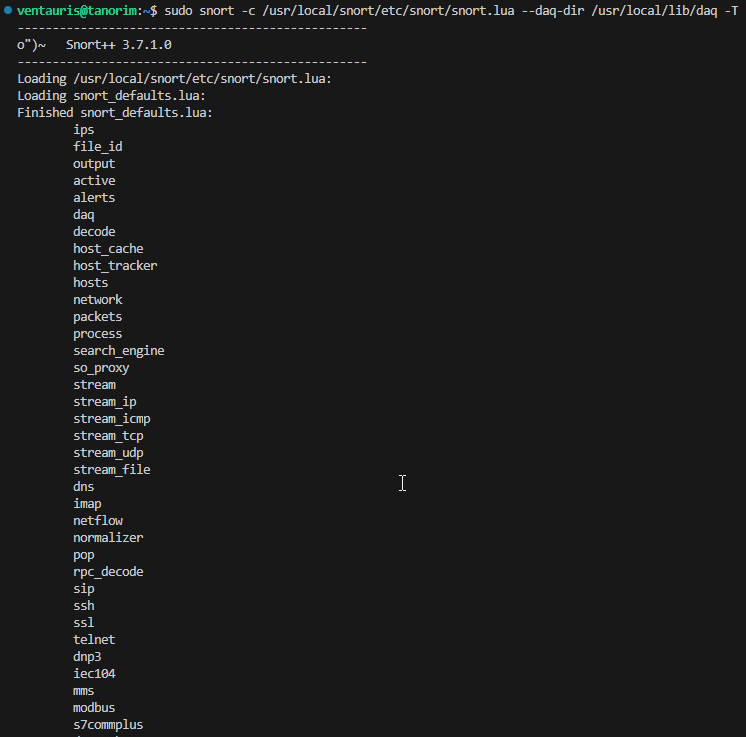 ventauris@tanorim:~$ sudo snort -c /usr/local/snort/etc/snort/snort.lua --daq-dir /usr/local/lib/daq -T
--------------------------------------------------
o")~   Snort++ 3.7.1.0
--------------------------------------------------
Loading /usr/local/snort/etc/snort/snort.lua:
Loading snort_defaults.lua:
Finished snort_defaults.lua:
ips
file_id
output
active
alerts
daq
decode
host_cache
host_tracker
hosts
network
packets
process
search_engine
so_proxy
stream
stream_ip
stream_icmp
stream_tcp
stream_udp
stream_file
dns
imap
netflow
normalizer
pop
rpc_decode
sip
ssh
ssl
telnet
dnp3
iec104
mms
modbus
s7commplus